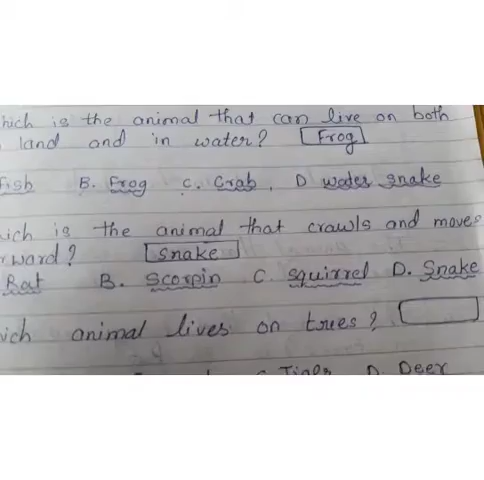 hich is the animal that can live on both
land and in water? Frog
Fish B. Frog C. Crab, D water snake
ich is the animal that crawls and moves
rward? Snake
Rat B. Scorpin C. squirrel D. Snake
ich animal lives on trues?
C. Tiger D. Deer